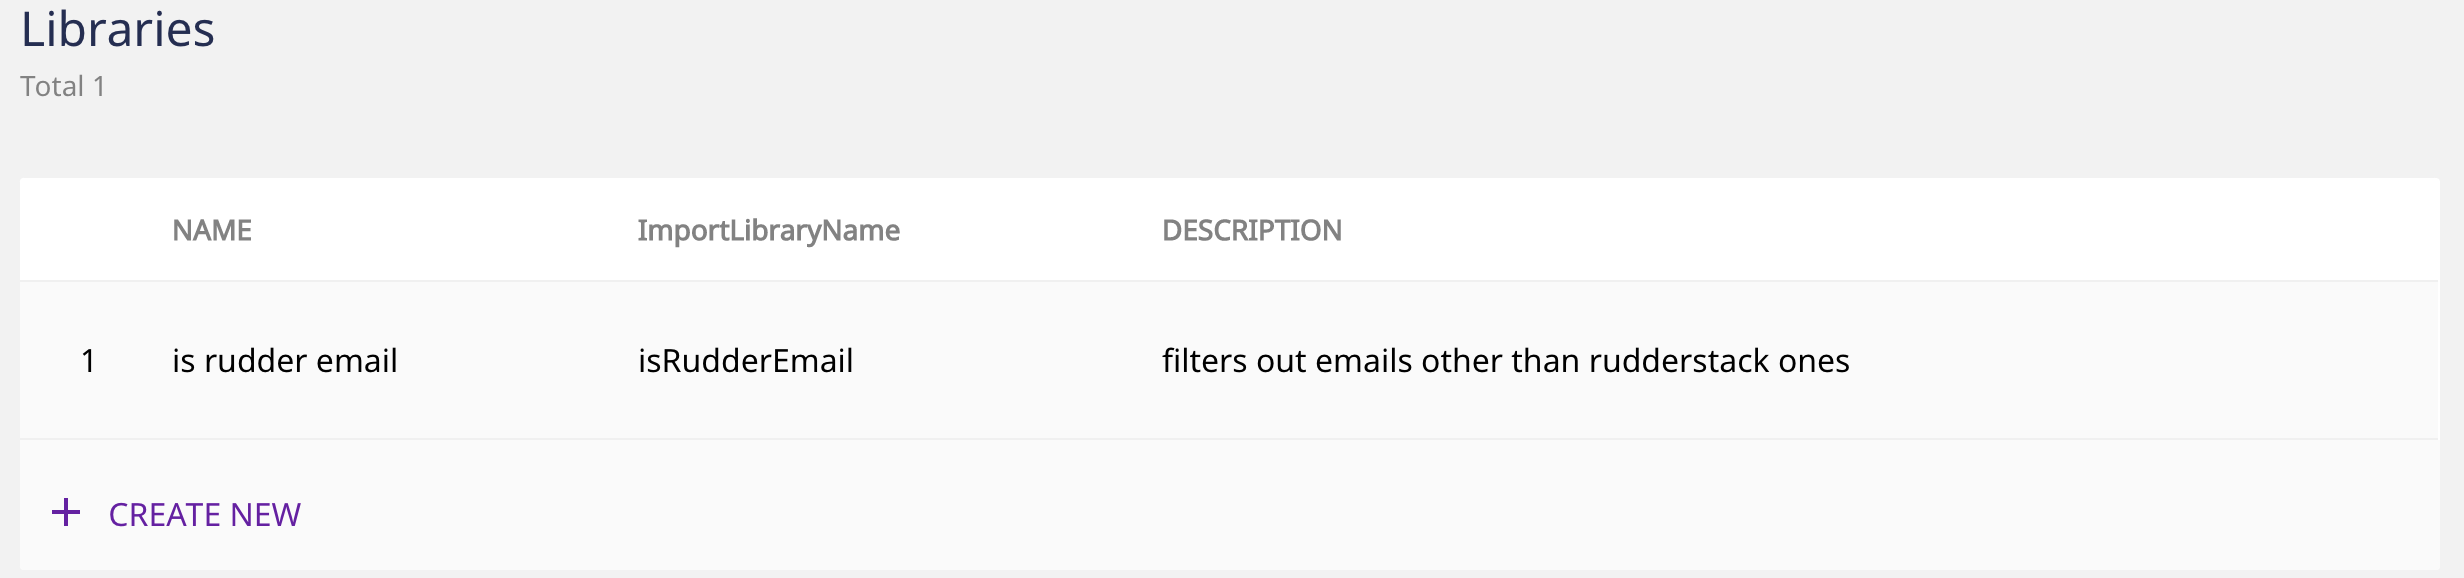 Libraries
Total 1
NAME ImportLibraryName DESCRIPTION
1 is rudder email isRudderEmail filters out emails other than rudderstack ones
+ CREATE NEW